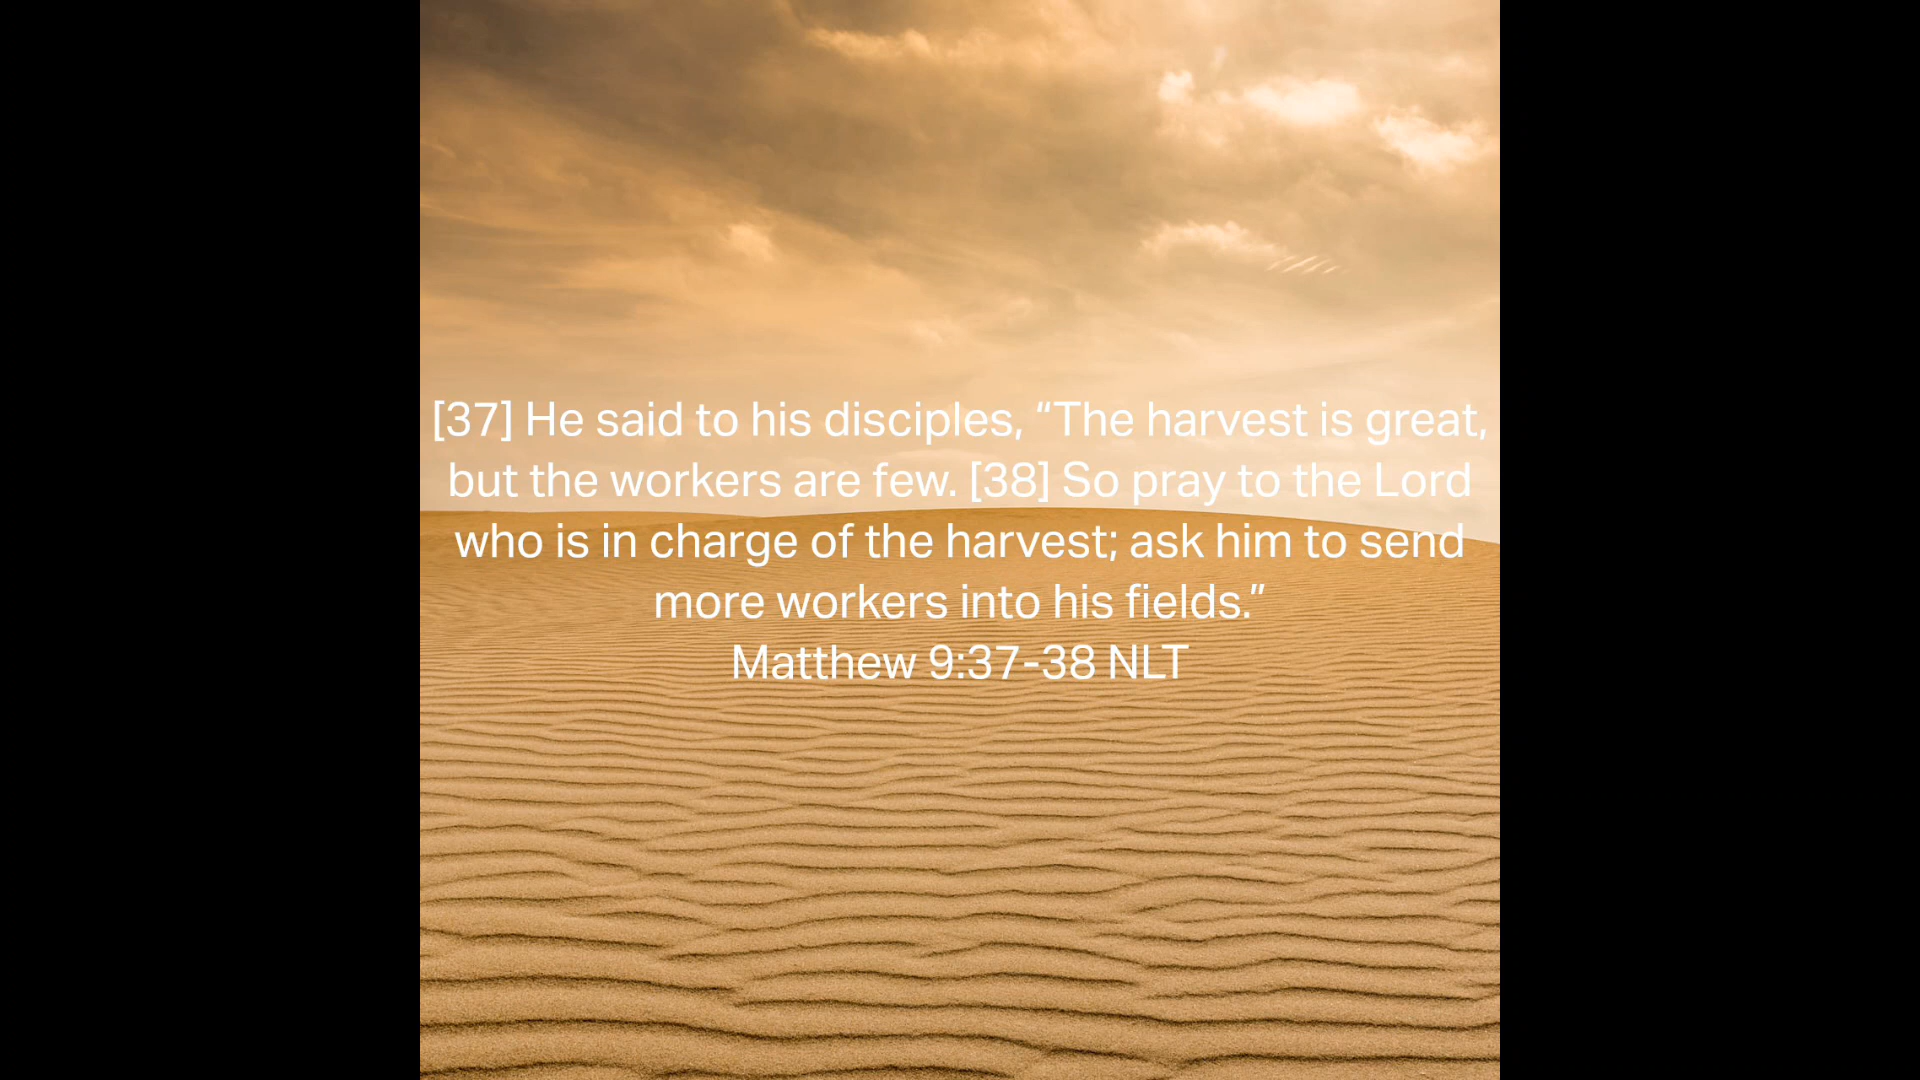 [37] He said to his disciples, “The harvest is great,
but the workers are few. [38] So pray to the Lord
who is in charge of the harvest; ask him to send
more workers into his fields.”
Matthew 9:37-38 NLT